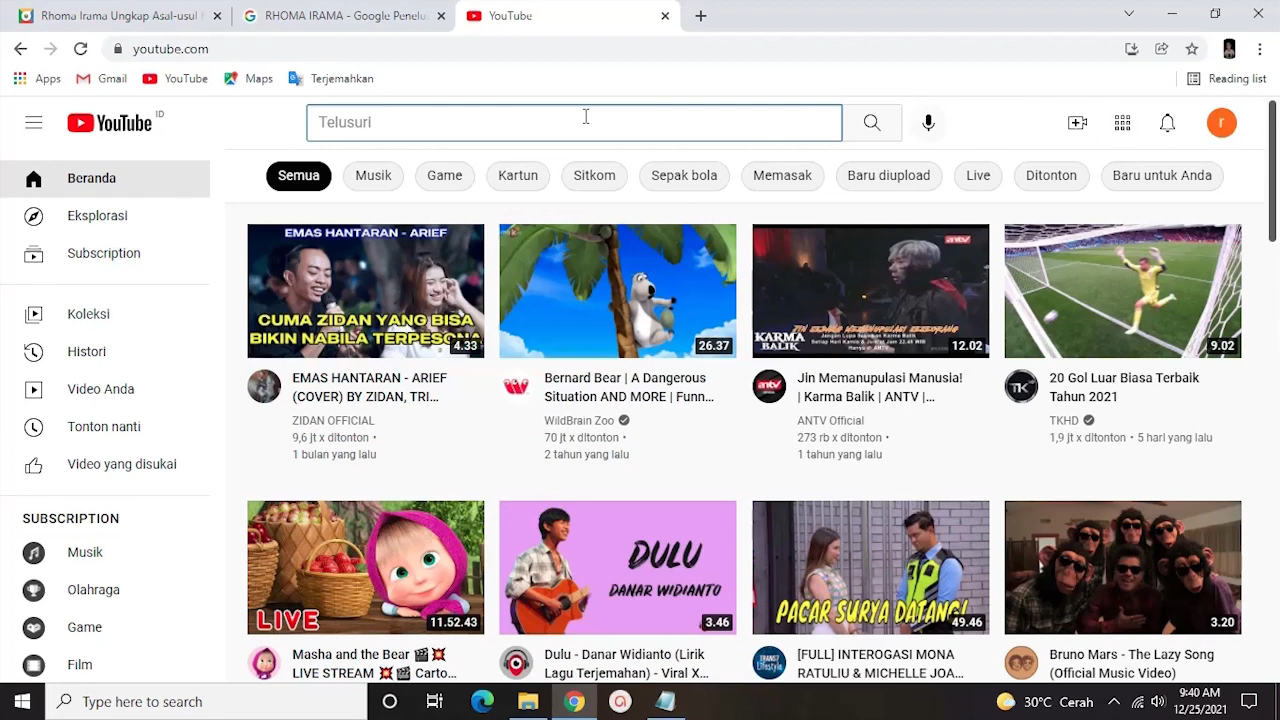 Rhoma Irama Ungkap Asal-usul
RHOMA IRAMA - Google Penelu
YouTube
youtube.com
Apps
Gmail
YouTube
Maps
Terjemahkan
Reading list
YouTube ID
Telusuri
r
Semua
Musik
Game
Kartun
Sitkom
Sepak bola
Memasak
Baru diupload
Live
Ditonton
Baru untuk Anda
Beranda
Eksplorasi
Subscription
Koleksi
Histori
Video Anda
Tonton nanti
Video yang disukai
SUBSCRIPTION
Musik
Olahraga
Game
Film
EMAS HANTARAN - ARIEF
CUMA ZIDAN YANG BISA
BIKIN NABILA TERPESONA
4.33
EMAS HANTARAN - ARIEF
(COVER) BY ZIDAN, TRI...
ZIDAN OFFICIAL
9,6 jt x ditonton •
1 bulan yang lalu
26.37
Bernard Bear | A Dangerous
Situation AND MORE | Funn...
WildBrain Zoo
70 jt x ditonton •
2 tahun yang lalu
antv
JIN SEDANG MEMANUPULASI SESEORANG
KARMA
BALIK
12.02
antv
Jin Memanupulasi Manusia!
| Karma Balik | ANTV |...
ANTV Official
273 rb x ditonton •
1 tahun yang lalu
9.02
TK
20 Gol Luar Biasa Terbaik
Tahun 2021
TKHD
1,9 jt x ditonton • 5 hari yang lalu
LIVE
11.52.43
Masha and the Bear
LIVE STREAM Carto...
DULU
DANAR WIDIANTO
3.46
Dulu - Danar Widianto (Lirik
Lagu Terjemahan) - Viral X...
PACAR SURYA DATANG!
49.46
TRANS7
Lifestyle
[FULL] INTEROGASI MONA
RATULIU & MICHELLE JOA...
3.20
Bruno Mars - The Lazy Song
(Official Music Video)
Type here to search
30°C Cerah
9:40 AM
12/25/2021